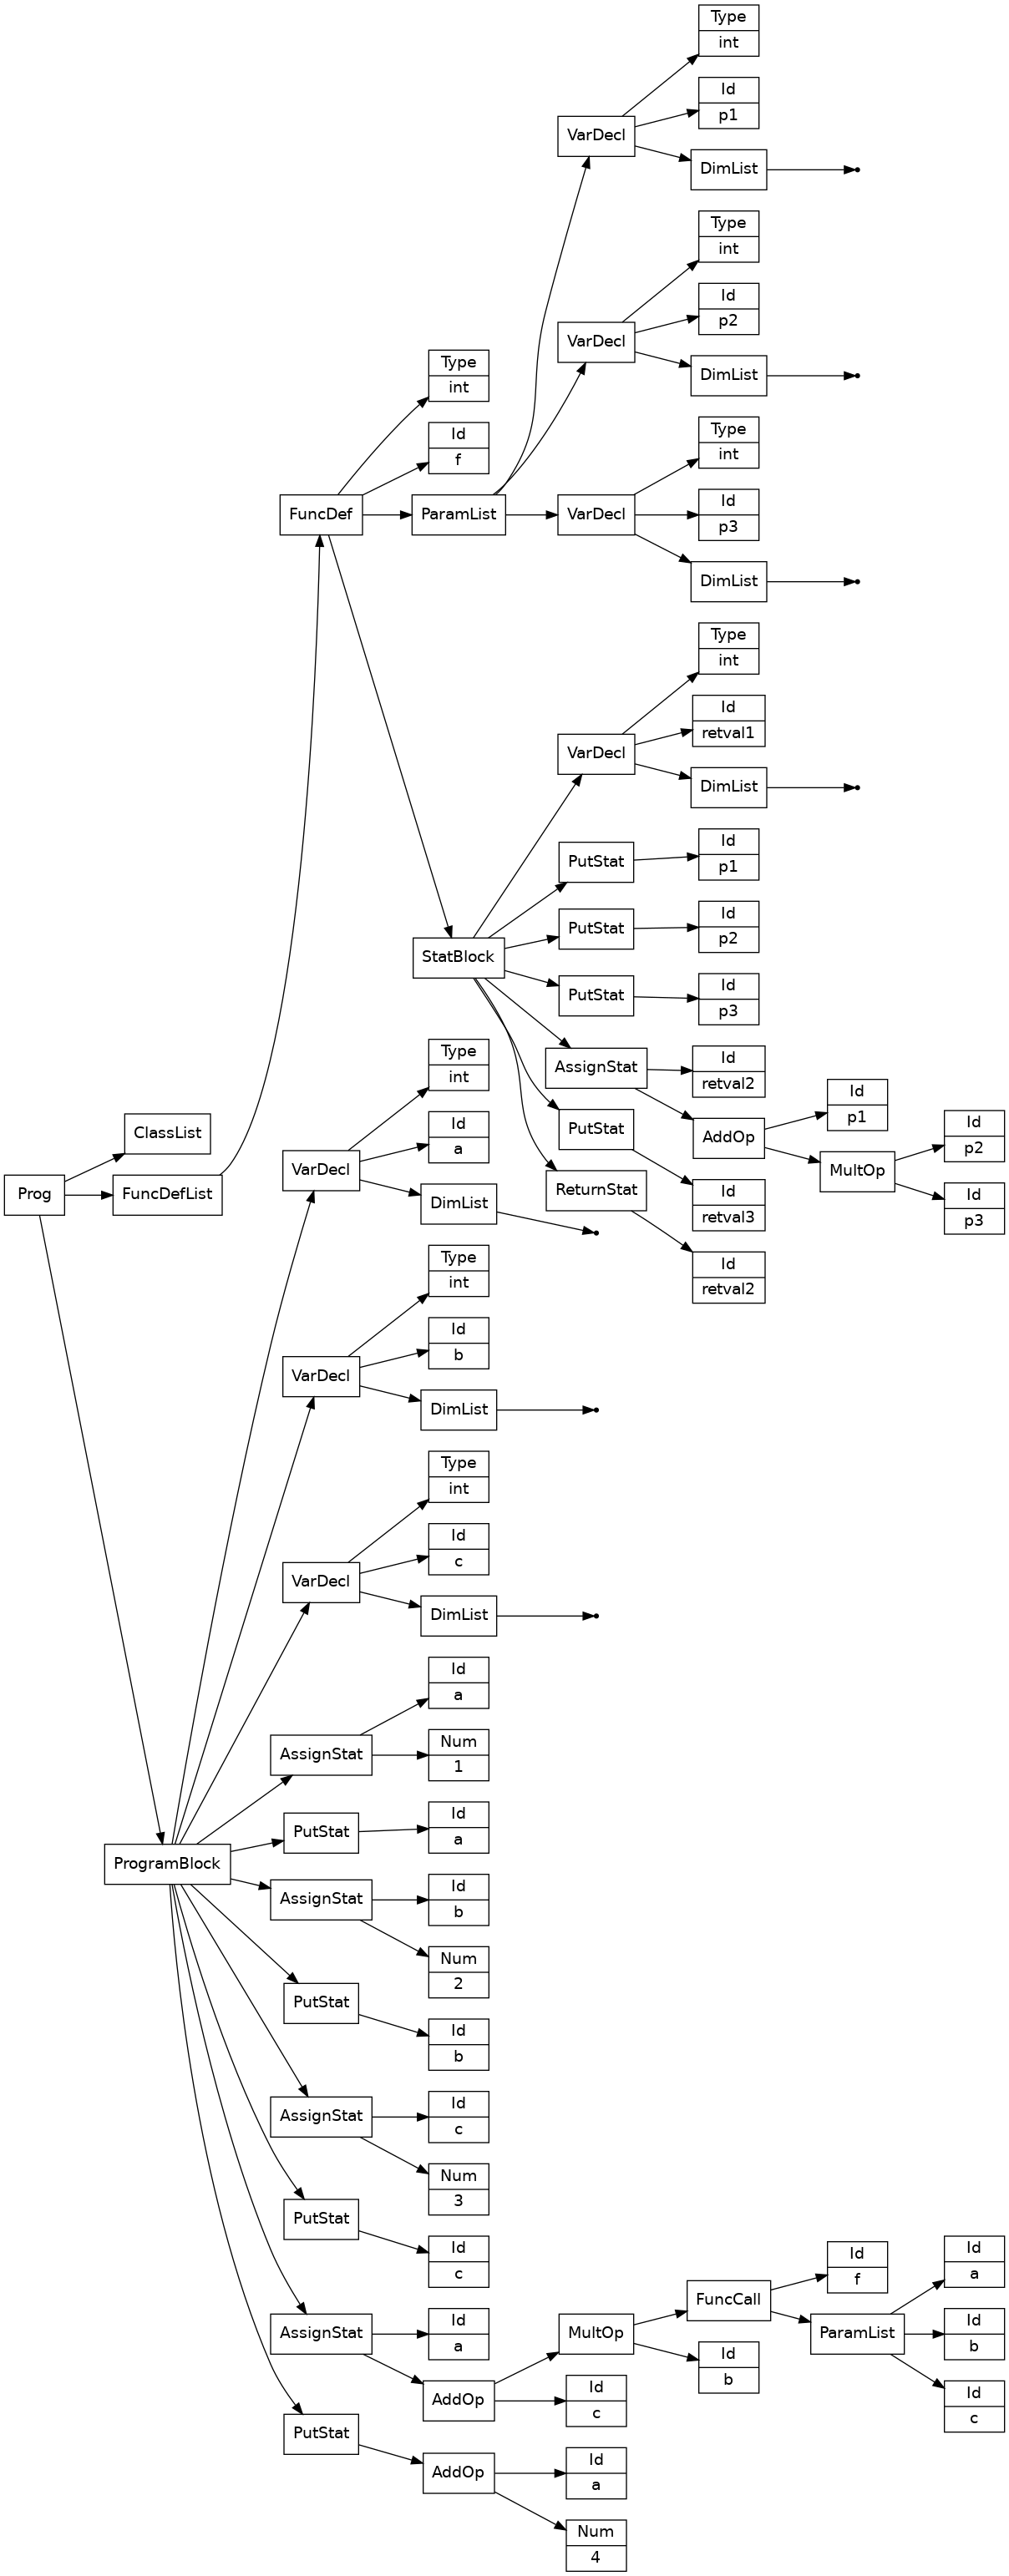 Type
int
Id
p1
VarDecl
DimList
Type
int
Id
p2
VarDecl
DimList
Type
int
Id
f
FuncDef
ParamList
Type
int
VarDecl
Id
p3
DimList
Type
int
Id
retval1
VarDecl
DimList
PutStat
Id
p1
PutStat
Id
p2
StatBlock
PutStat
Id
p3
AssignStat
Id
retval2
PutStat
AddOp
Id
p1
MultOp
Id
p2
Id
p3
ReturnStat
Id
retval3
Id
retval2
Type
int
Id
a
ClassList
VarDecl
Prog
FuncDefList
DimList
Type
int
Id
b
VarDecl
DimList
Type
int
Id
c
VarDecl
DimList
Id
a
AssignStat
Num
1
PutStat
Id
a
ProgramBlock
AssignStat
Id
b
Num
2
PutStat
Id
b
AssignStat
Id
c
Num
3
PutStat
Id
c
AssignStat
Id
a
MultOp
FuncCall
Id
f
ParamList
Id
a
Id
b
Id
c
Id
b
AddOp
Id
c
PutStat
AddOp
Id
a
Num
4